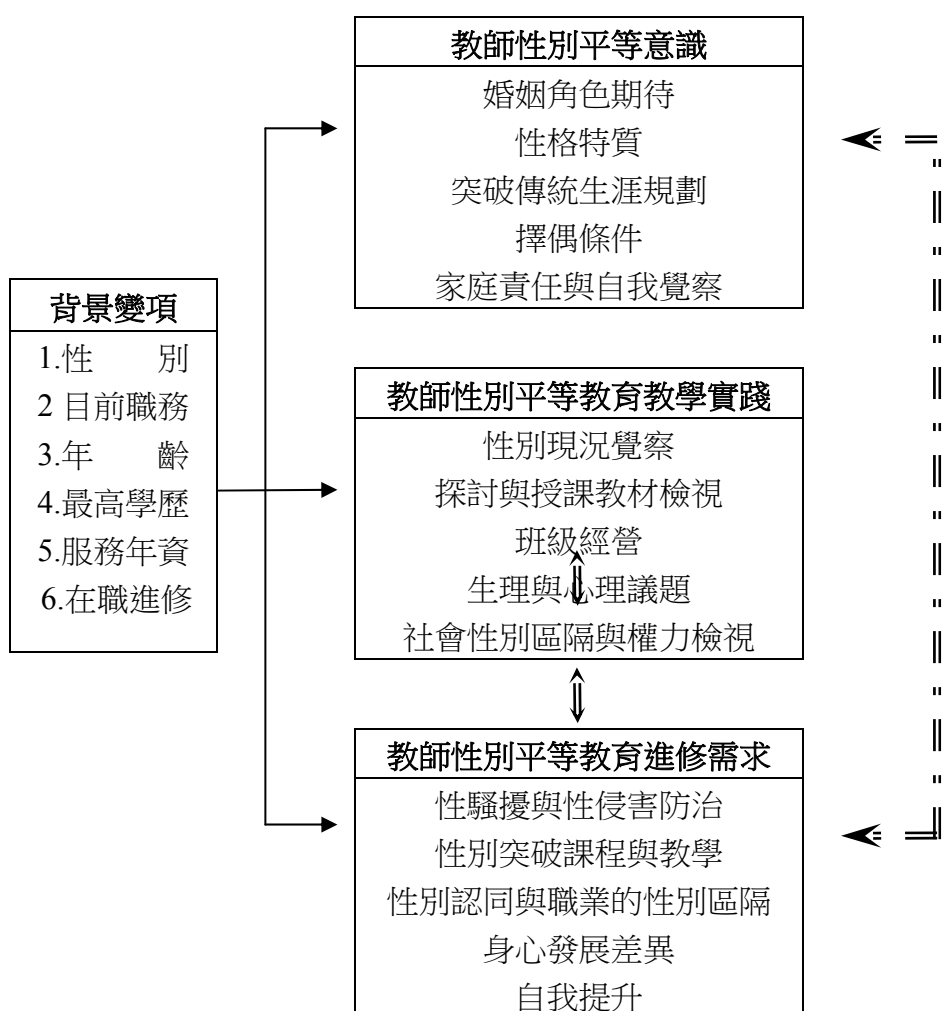 教師性別平等意識
婚姻角色期待
性格特質
突破傳統生涯規劃
擇偶條件
家庭責任與自我覺察
背景變項
1.性 別
2 目前職務
3.年 齡
4.最高學歷
5.服務年資
6.在職進修
教師性別平等教育教學實踐
性別現況覺察
探討與授課教材檢視
班級經營
生理與心理議題
社會性別區隔與權力檢視
教師性別平等教育進修需求
性騷擾與性侵害防治
性別突破課程與教學
性別認同與職業的性別區隔
身心發展差異
自我提升